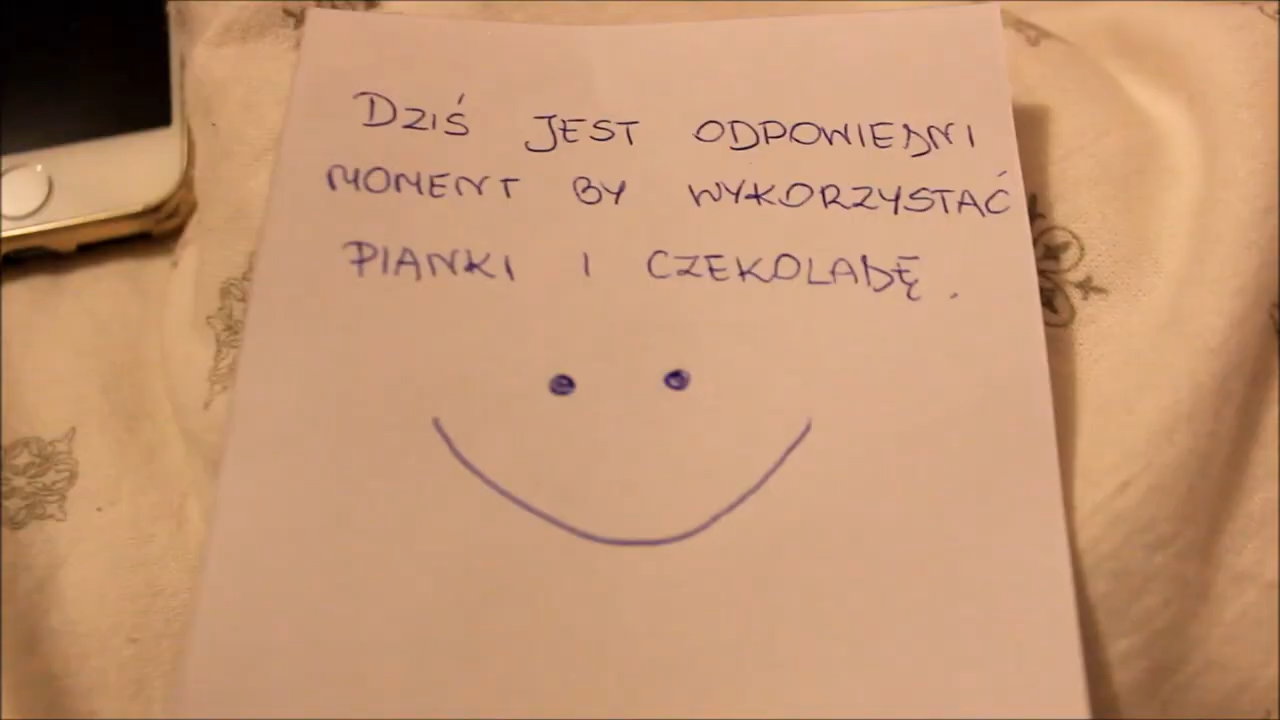 DZIŚ JEST ODPOWIEDNI
MOMENT BY WYKORZYSTAĆ
PIANKI I CZEKOLADĘ.